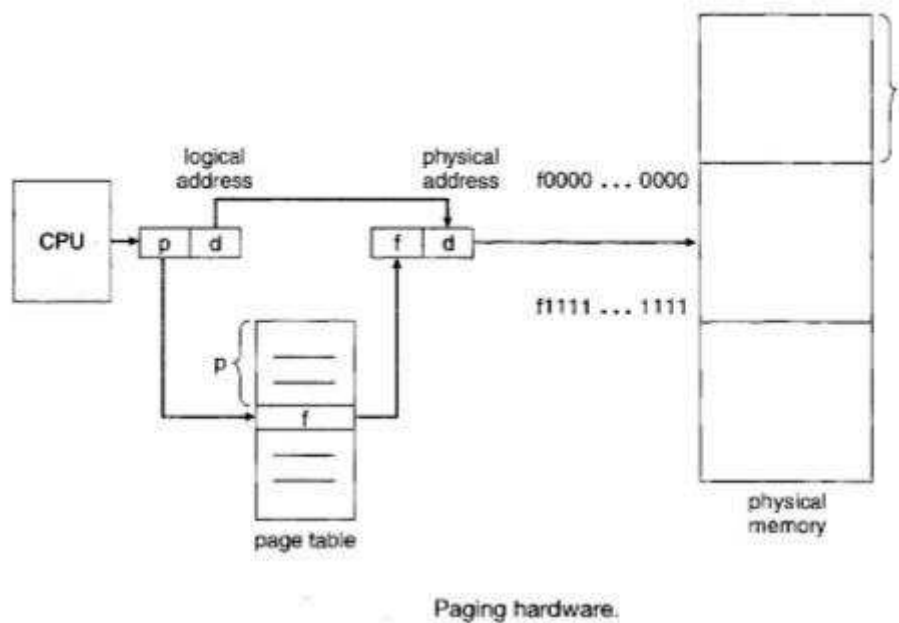 logical
address
physical
address
f0000 ... 0000
CPU
p
d
f
d
f1111 ... 1111
p
f
page table
physical
memory
Paging hardware.